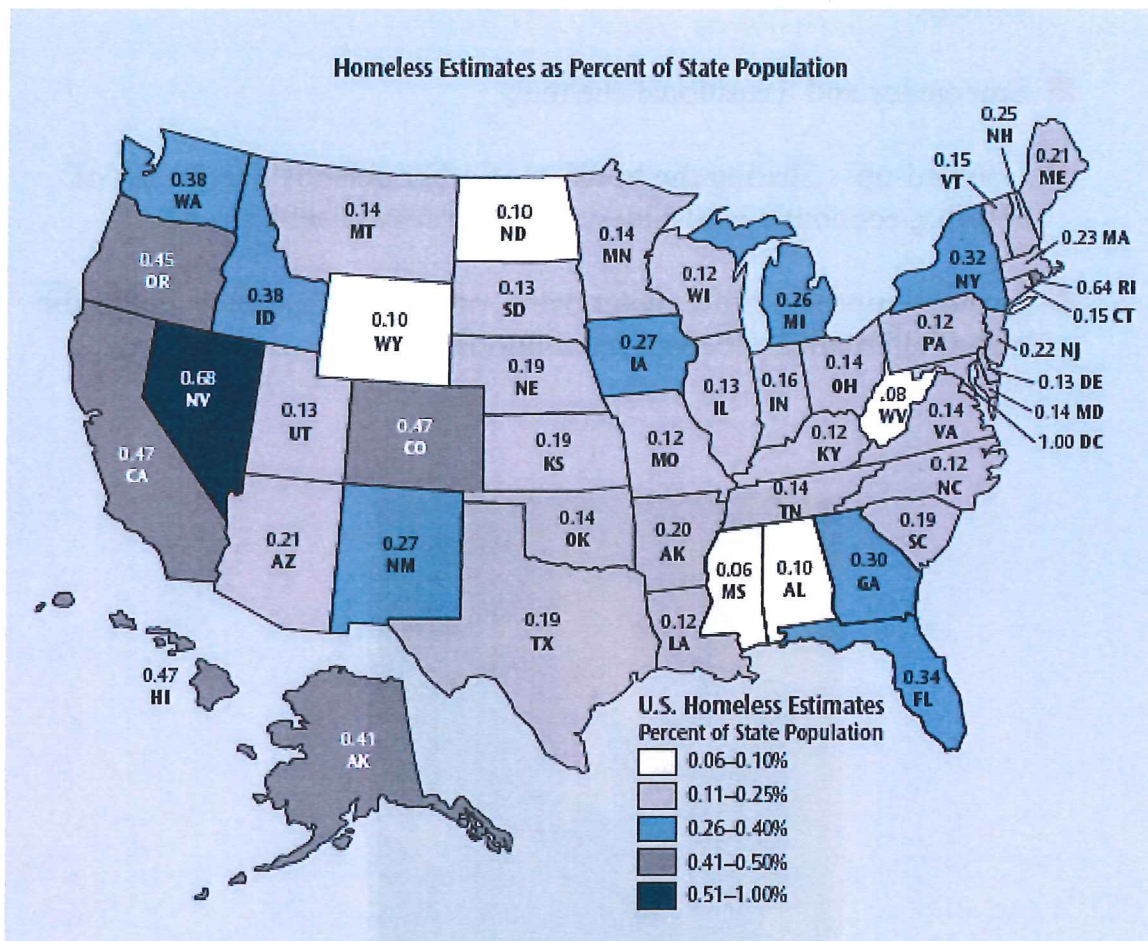 Homeless Estimates as Percent of State Population
0.38
WA
0.45
OR
0.38
ID
0.14
MT
0.10
ND
0.14
MN
0.12
WI
0.26
MI
0.32
NY
0.15
VT
0.25
NH
0.21
ME
0.23 MA
0.64 RI
0.15 CT
0.22 NJ
0.13 DE
0.14 MD
1.00 DC
0.10
WY
0.13
SD
0.27
IA
0.12
PA
0.68
NV
0.13
UT
0.47
CO
0.19
NE
0.13
IL
0.16
IN
0.14
OH
.08
WV
0.14
VA
0.47
CA
0.19
KS
0.12
MO
0.12
KY
0.12
NC
0.14
TN
0.21
AZ
0.27
NM
0.14
OK
0.20
AK
0.19
SC
0.06
MS
0.10
AL
0.30
GA
0.19
TX
0.12
LA
0.34
FL
0.47
HI
0.41
AK
U.S. Homeless Estimates
Percent of State Population
0.06–0.10%
0.11–0.25%
0.26–0.40%
0.41–0.50%
0.51–1.00%